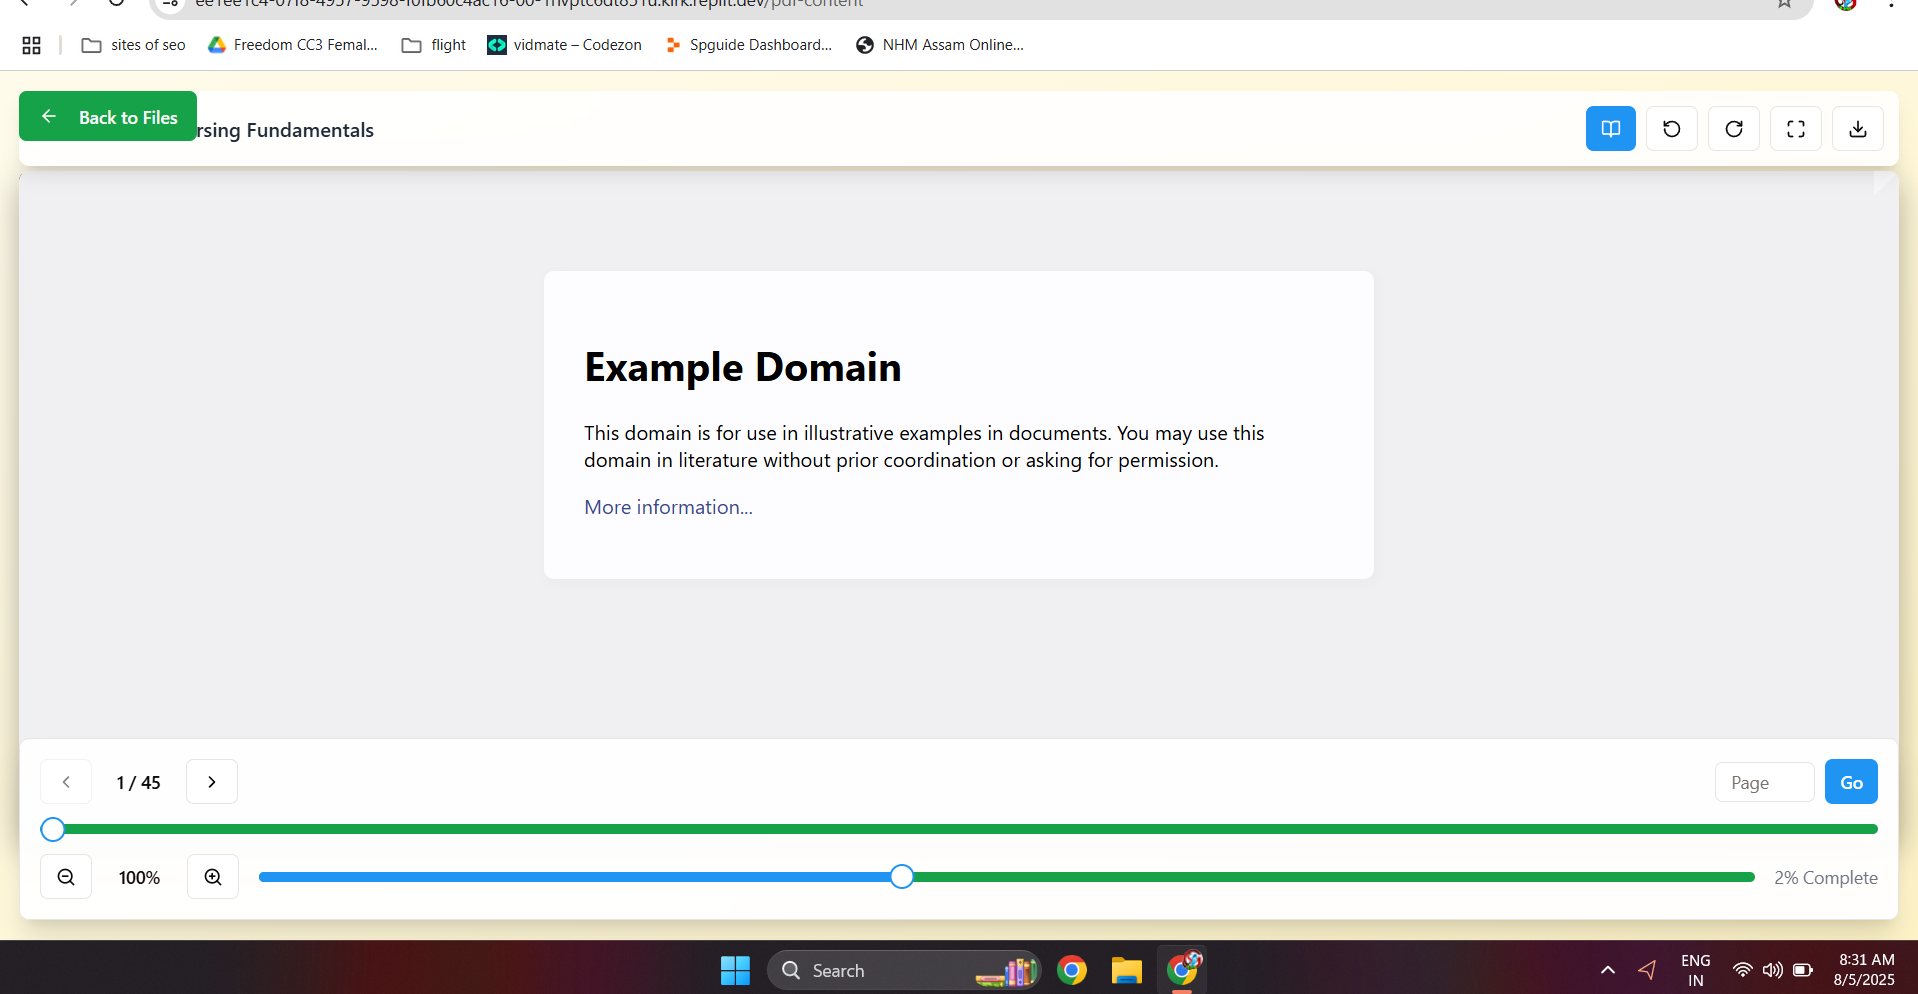 /pdf-content
sites of seo
Freedom CC3 Femal...
flight
vidmate – Codezon
Spguide Dashboard...
NHM Assam Online...
Back to Files
rsing Fundamentals
Example Domain
This domain is for use in illustrative examples in documents. You may use this
domain in literature without prior coordination or asking for permission.
More information...
1 / 45
Page
Go
100%
2% Complete
Search
ENG
IN
8:31 AM
8/5/2025